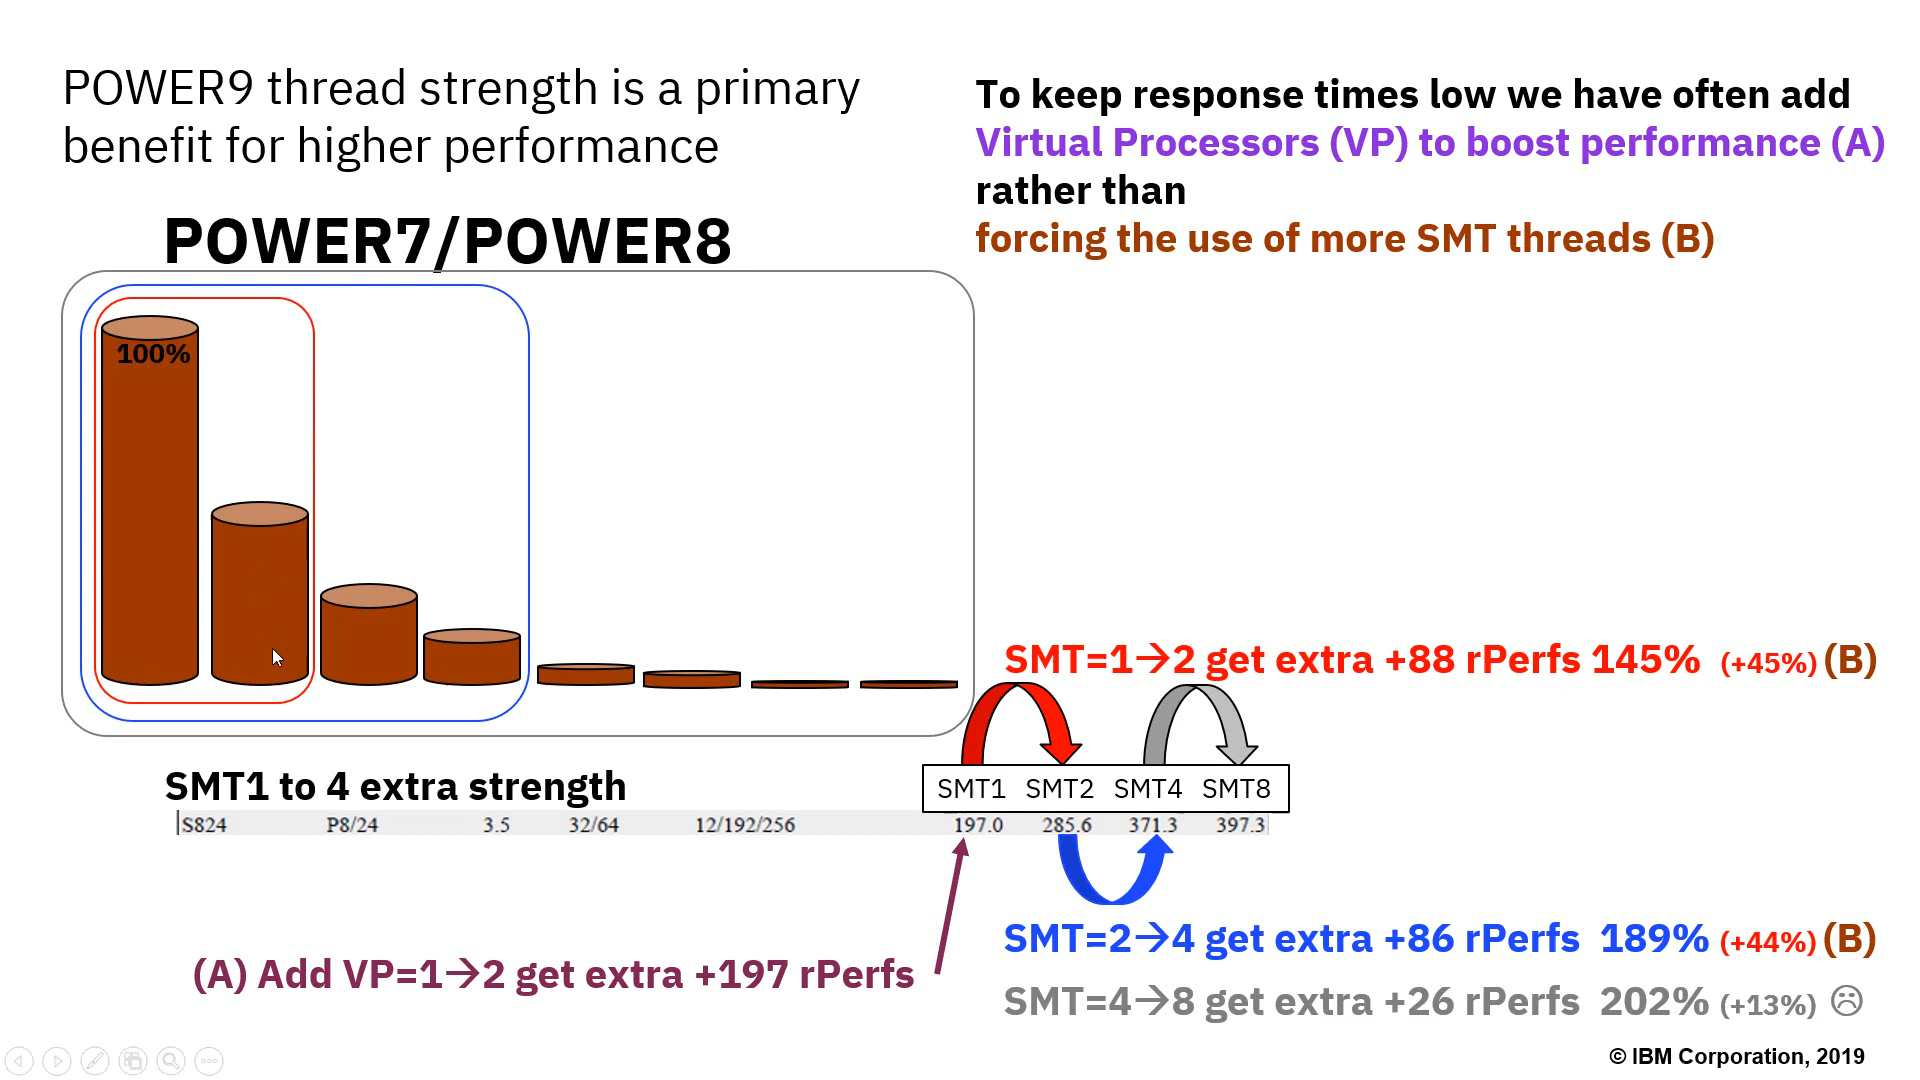 POWER9 thread strength is a primary
benefit for higher performance
To keep response times low we have often add
Virtual Processors (VP) to boost performance (A)
rather than
forcing the use of more SMT threads (B)
POWER7/POWER8
100%
SMT=1→2 get extra +88 rPerfs 145% (+45%) (B)
SMT1 to 4 extra strength
SMT1 SMT2 SMT4 SMT8
S824 P8/24 3.5 32/64 12/192/256 197.0 285.6 371.3 397.3
(A) Add VP=1→2 get extra +197 rPerfs
SMT=2→4 get extra +86 rPerfs 189% (+44%) (B)
SMT=4→8 get extra +26 rPerfs 202% (+13%) ☹
© IBM Corporation, 2019